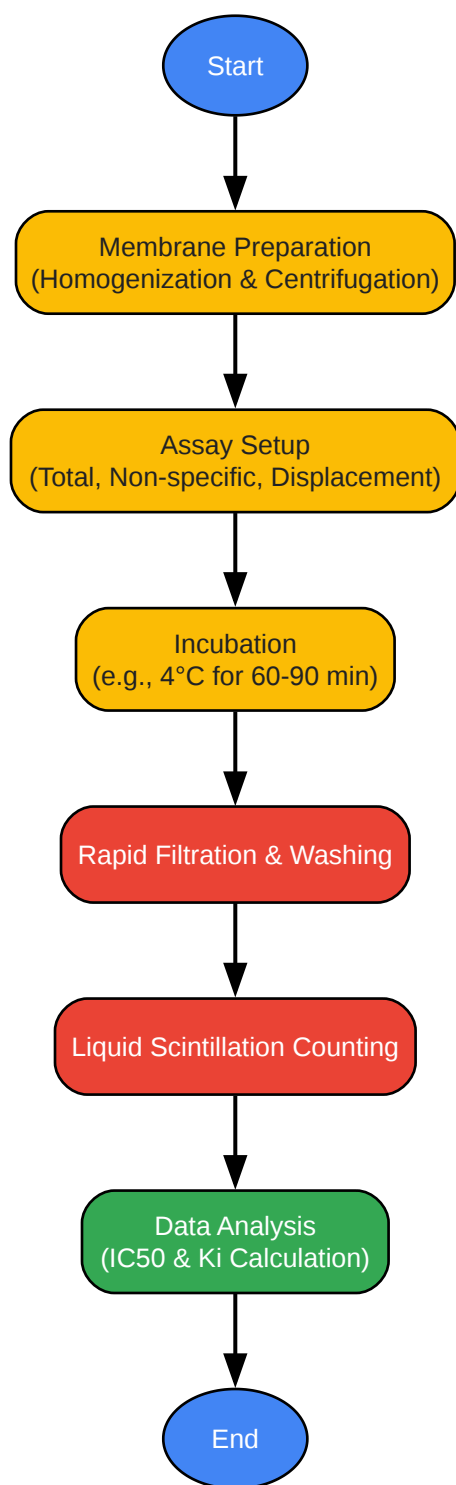 Start
Membrane Preparation
(Homogenization & Centrifugation)
Assay Setup
(Total, Non-specific, Displacement)
Incubation
(e.g., 4°C for 60-90 min)
Rapid Filtration & Washing
Liquid Scintillation Counting
Data Analysis
(IC50 & Ki Calculation)
End